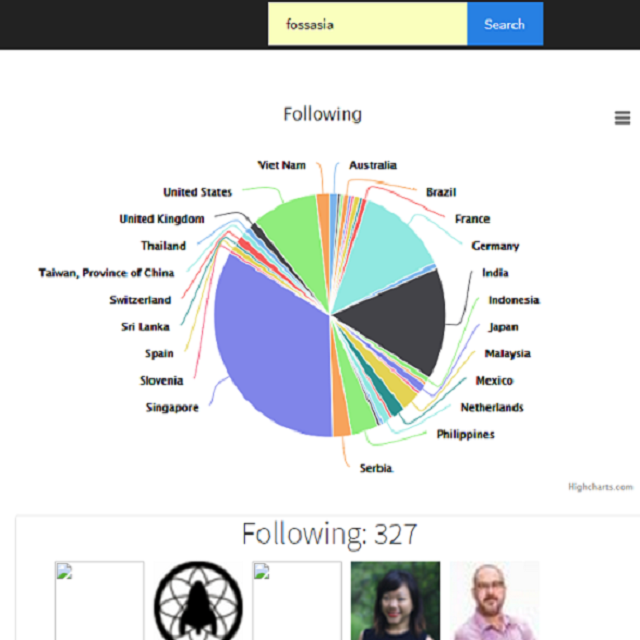 fossasia Search
Following
Viet Nam
Australia
United States
Brazil
United Kingdom
France
Thailand
Germany
Taiwan, Province of China
India
Switzerland
Indonesia
Sri Lanka
Japan
Spain
Malaysia
Slovenia
Mexico
Singapore
Netherlands
Philippines
Serbia
Highcharts.com
Following: 327